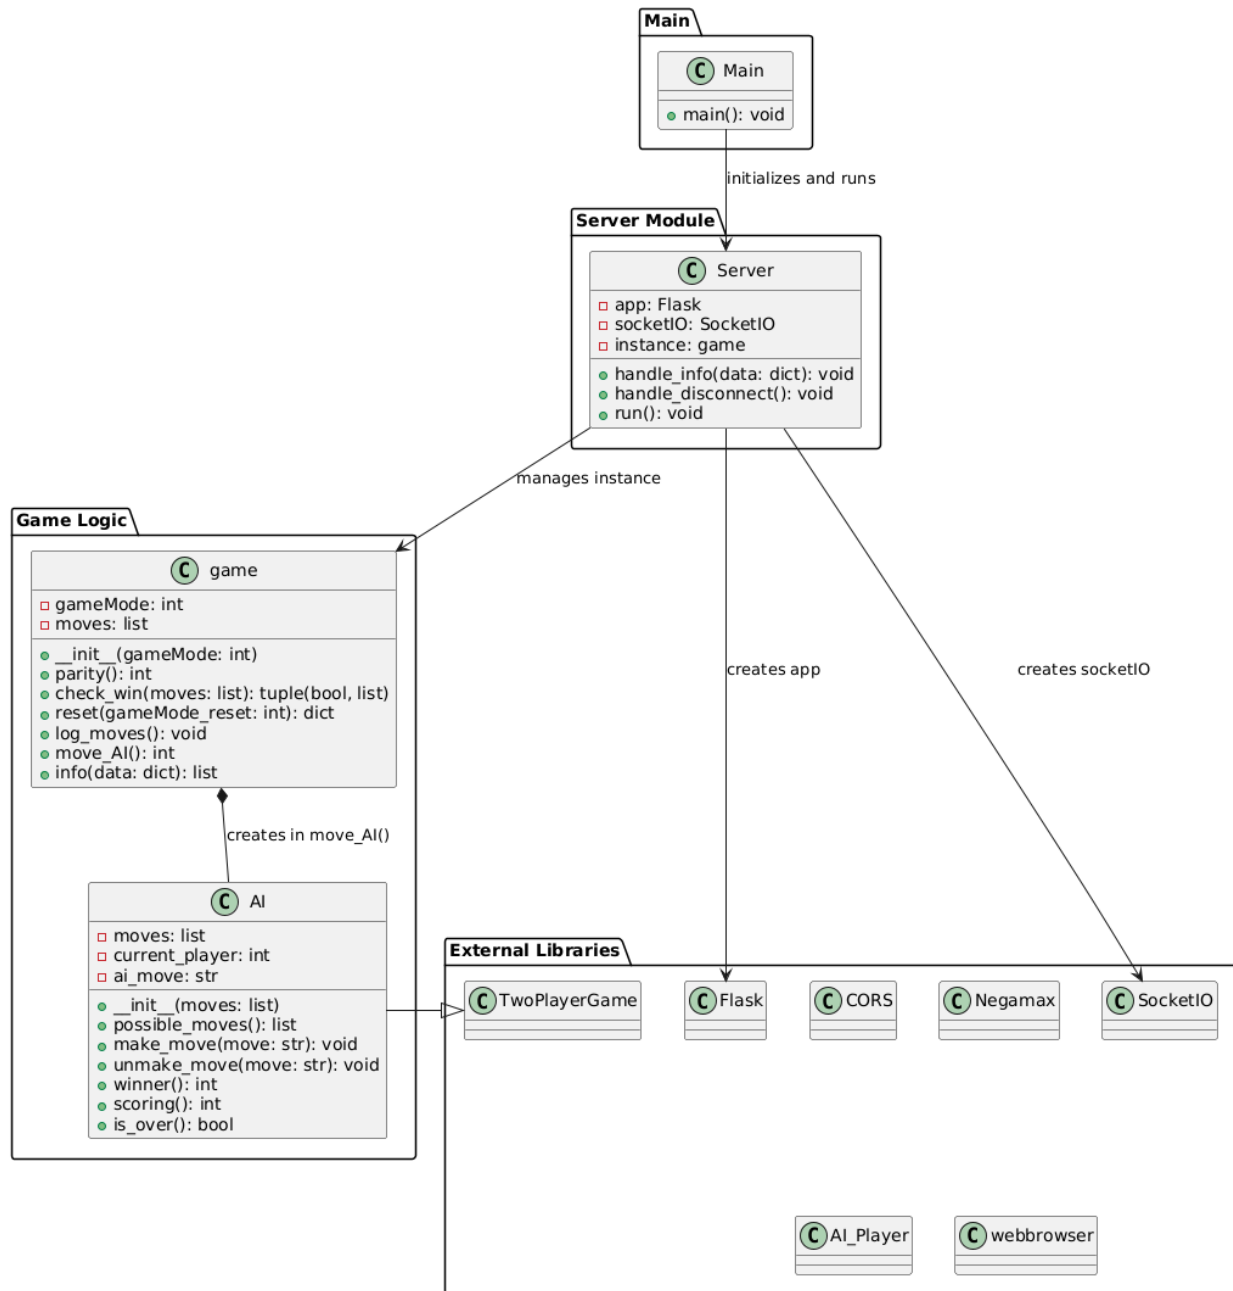 Main
C Main
main(): void
initializes and runs
Server Module
C Server
app: Flask
socketIO: SocketIO
instance: game
handle_info(data: dict): void
handle_disconnect(): void
run(): void
manages instance
Game Logic
C game
gameMode: int
moves: list
__init__(gameMode: int)
parity(): int
check_win(moves: list): tuple(bool, list)
reset(gameMode_reset: int): dict
log_moves(): void
move_AI(): int
info(data: dict): list
creates app
creates socketIO
creates in move_AI()
C AI
moves: list
current_player: int
ai_move: str
__init__(moves: list)
possible_moves(): list
make_move(move: str): void
unmake_move(move: str): void
winner(): int
scoring(): int
is_over(): bool
External Libraries
C TwoPlayerGame
C Flask
C CORS
C Negamax
C SocketIO
C AI_Player
C webbrowser